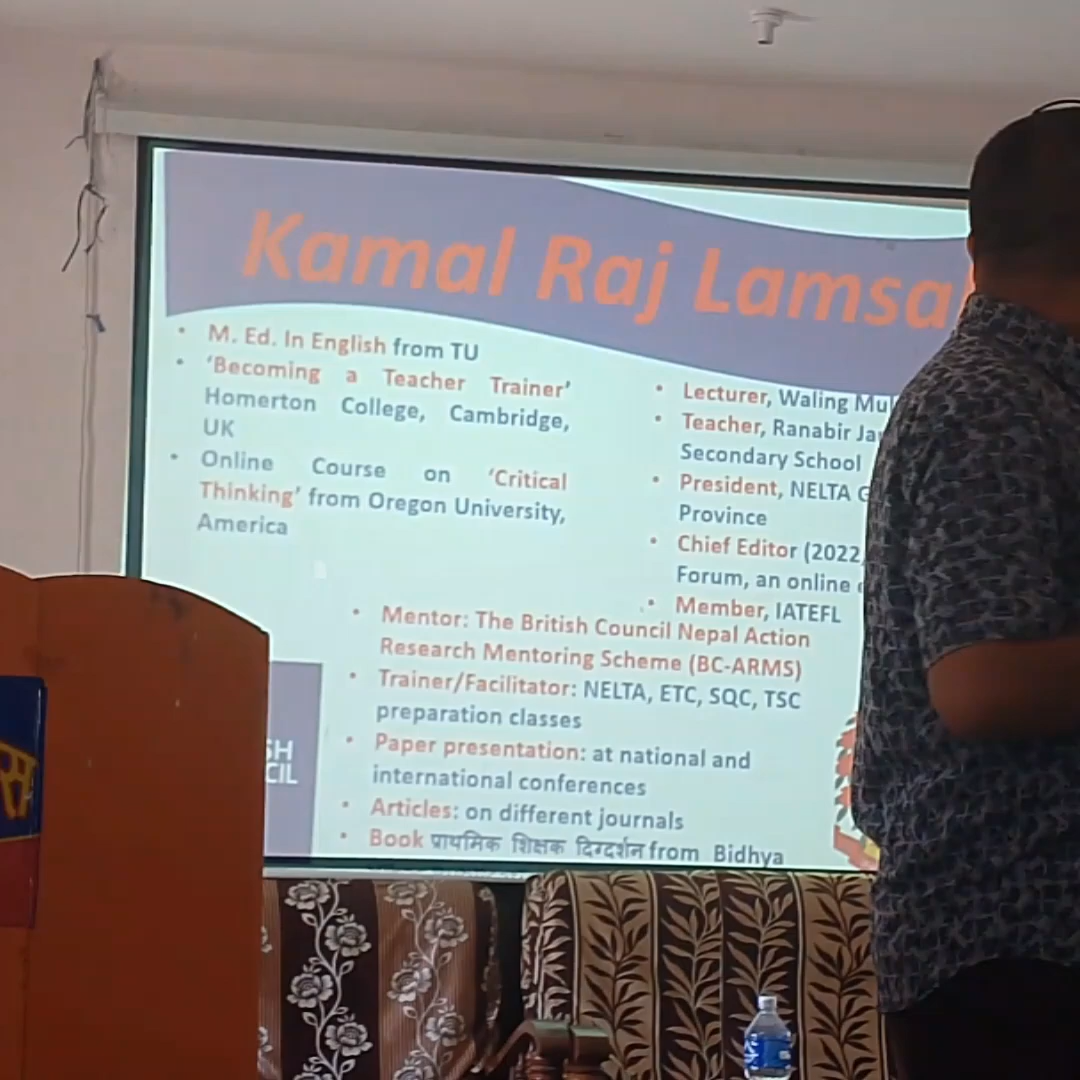 Kamal Raj Lamsa
• M. Ed. In English from TU
• ‘Becoming a Teacher Trainer’
Homerton College, Cambridge,
UK
• Online Course on ‘Critical
Thinking’ from Oregon University,
America
• Lecturer, Waling Mul
• Teacher, Ranabir Ja
Secondary School
• President, NELTA G
Province
• Chief Editor (2022
Forum, an online
• Member, IATEFL
• Mentor: The British Council Nepal Action
Research Mentoring Scheme (BC-ARMS)
• Trainer/Facilitator: NELTA, ETC, SQC, TSC
preparation classes
• Paper presentation: at national and
international conferences
• Articles: on different journals
• Book प्राथमिक शिक्षक दिग्दर्शन from Bidhya
SH
CIL